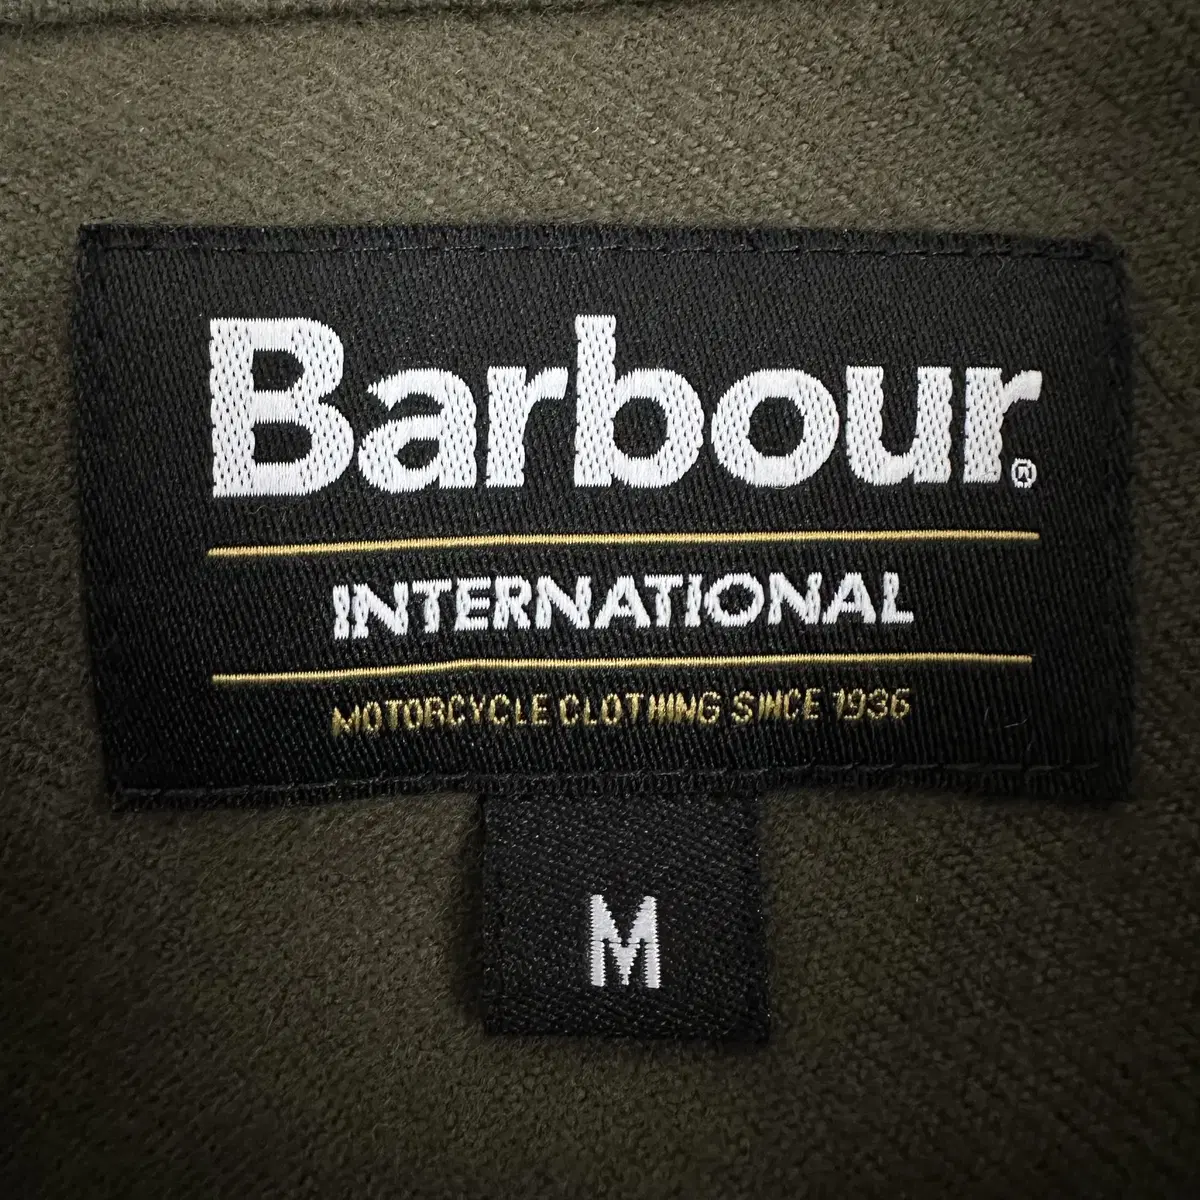 Barbour®
INTERNATIONAL
MOTORCYCLE CLOTHING SINCE 1936
M